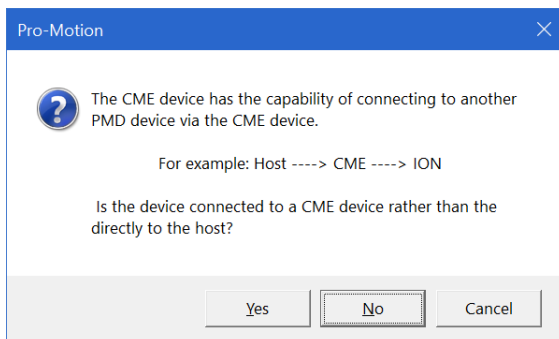 Pro-Motion
The CME device has the capability of connecting to another
PMD device via the CME device.
For example: Host ----> CME ----> ION
Is the device connected to a CME device rather than the
directly to the host?
Yes No Cancel